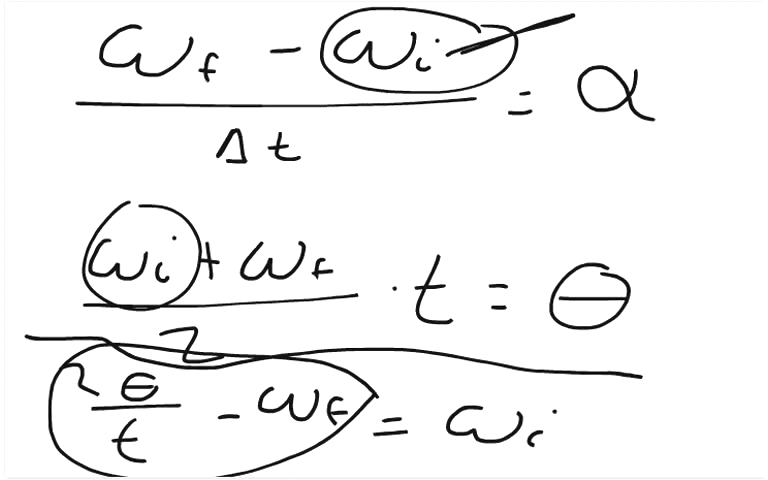 ωf - ωi
Δt
= α
ωi + ωf
2
· t = θ
2θ
t
- ωf = ωi